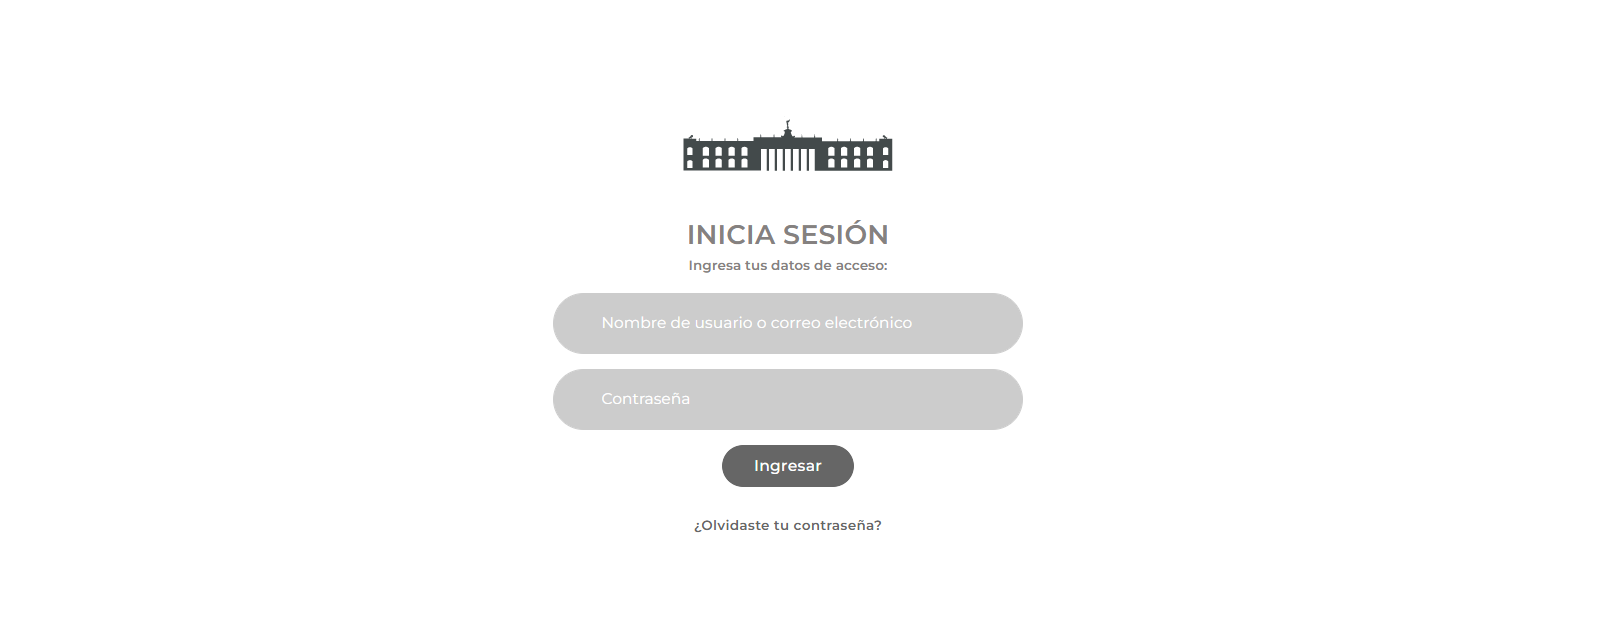 INICIA SESIÓN
Ingresa tus datos de acceso:
Nombre de usuario o correo electrónico
Contraseña
Ingresar
¿Olvidaste tu contraseña?